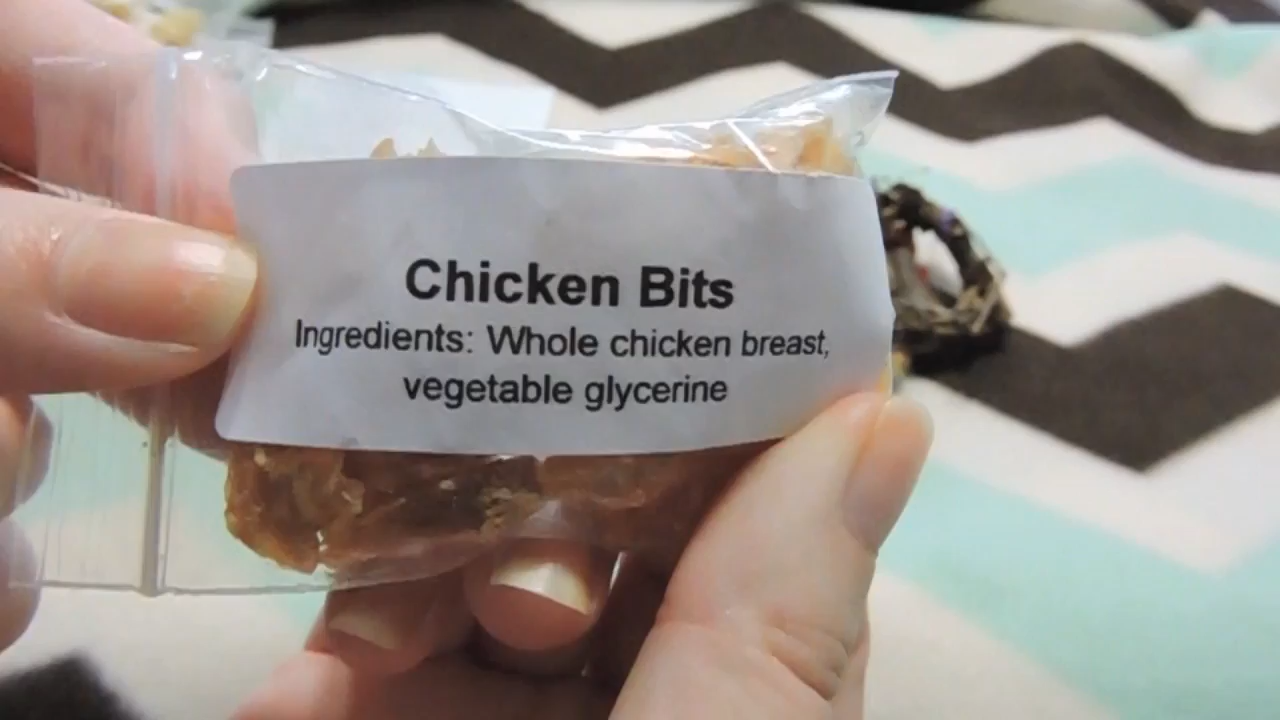 Chicken Bits
Ingredients: Whole chicken breast,
vegetable glycerine